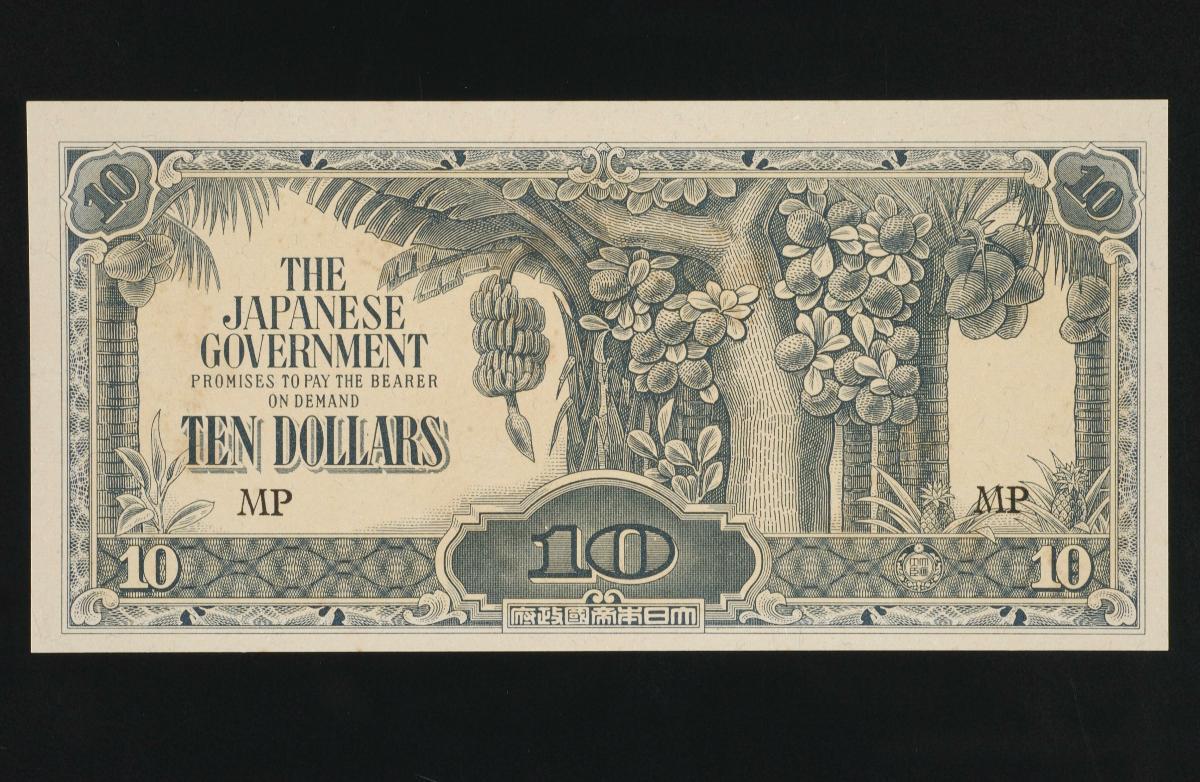 10
10
THE
JAPANESE
GOVERNMENT
PROMISES TO PAY THE BEARER
ON DEMAND
TEN DOLLARS
MP
MP
10
10
10
府政國帝本日大